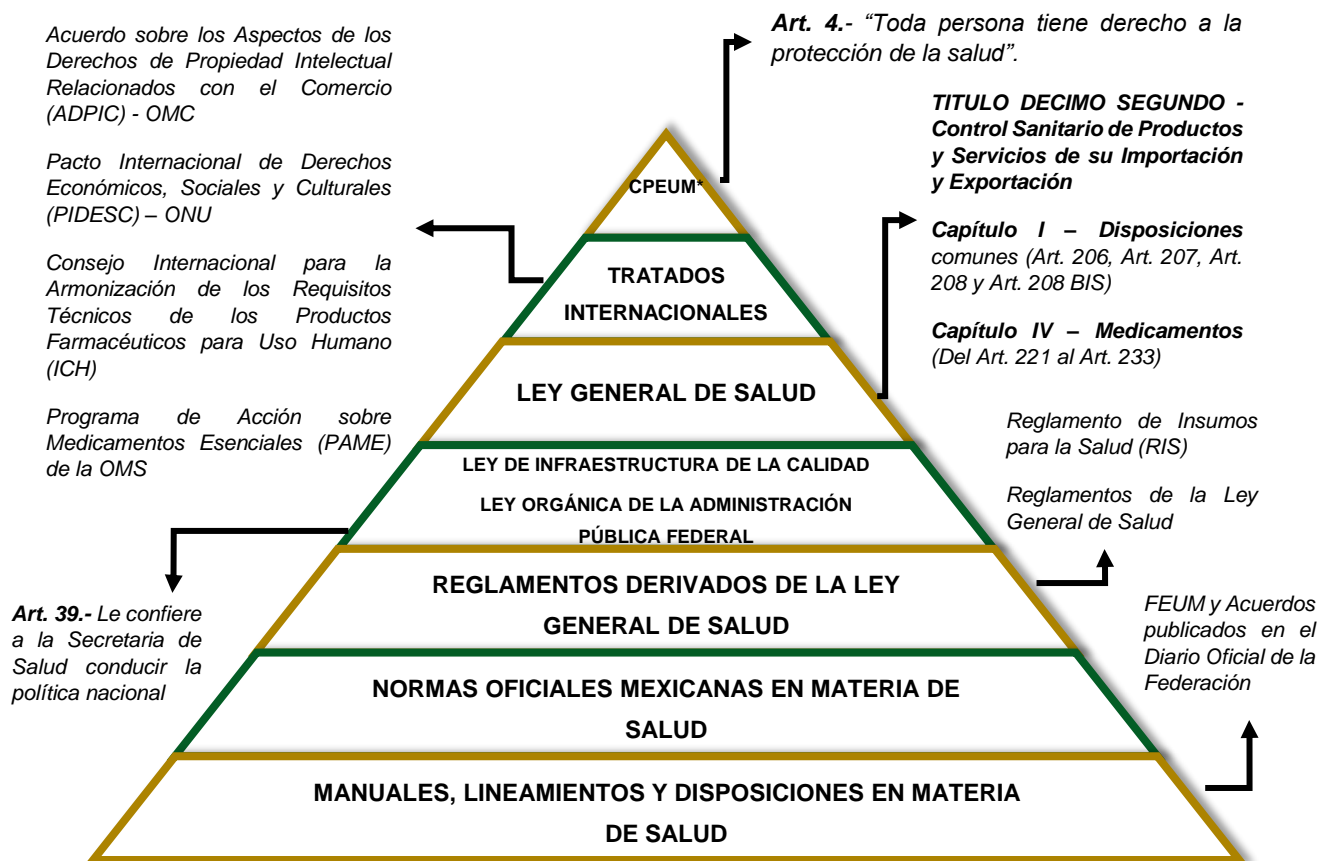 Acuerdo sobre los Aspectos de los
Derechos de Propiedad Intelectual
Relacionados con el Comercio
(ADPIC) - OMC
Pacto Internacional de Derechos
Económicos, Sociales y Culturales
(PIDESC) – ONU
Consejo Internacional para la
Armonización de los Requisitos
Técnicos de los Productos
Farmacéuticos para Uso Humano
(ICH)
Programa de Acción sobre
Medicamentos Esenciales (PAME)
de la OMS
Art. 39.- Le confiere
a la Secretaria de
Salud conducir la
política nacional
CPEUM*
TRATADOS
INTERNACIONALES
LEY GENERAL DE SALUD
LEY DE INFRAESTRUCTURA DE LA CALIDAD
LEY ORGÁNICA DE LA ADMINISTRACIÓN
PÚBLICA FEDERAL
REGLAMENTOS DERIVADOS DE LA LEY
GENERAL DE SALUD
NORMAS OFICIALES MEXICANAS EN MATERIA DE
SALUD
MANUALES, LINEAMIENTOS Y DISPOSICIONES EN MATERIA
DE SALUD
Art. 4.- “Toda persona tiene derecho a la
protección de la salud”.
TITULO DECIMO SEGUNDO -
Control Sanitario de Productos
y Servicios de su Importación
y Exportación
Capítulo I – Disposiciones
comunes (Art. 206, Art. 207, Art.
208 y Art. 208 BIS)
Capítulo IV – Medicamentos
(Del Art. 221 al Art. 233)
Reglamento de Insumos
para la Salud (RIS)
Reglamentos de la Ley
General de Salud
FEUM y Acuerdos
publicados en el
Diario Oficial de la
Federación